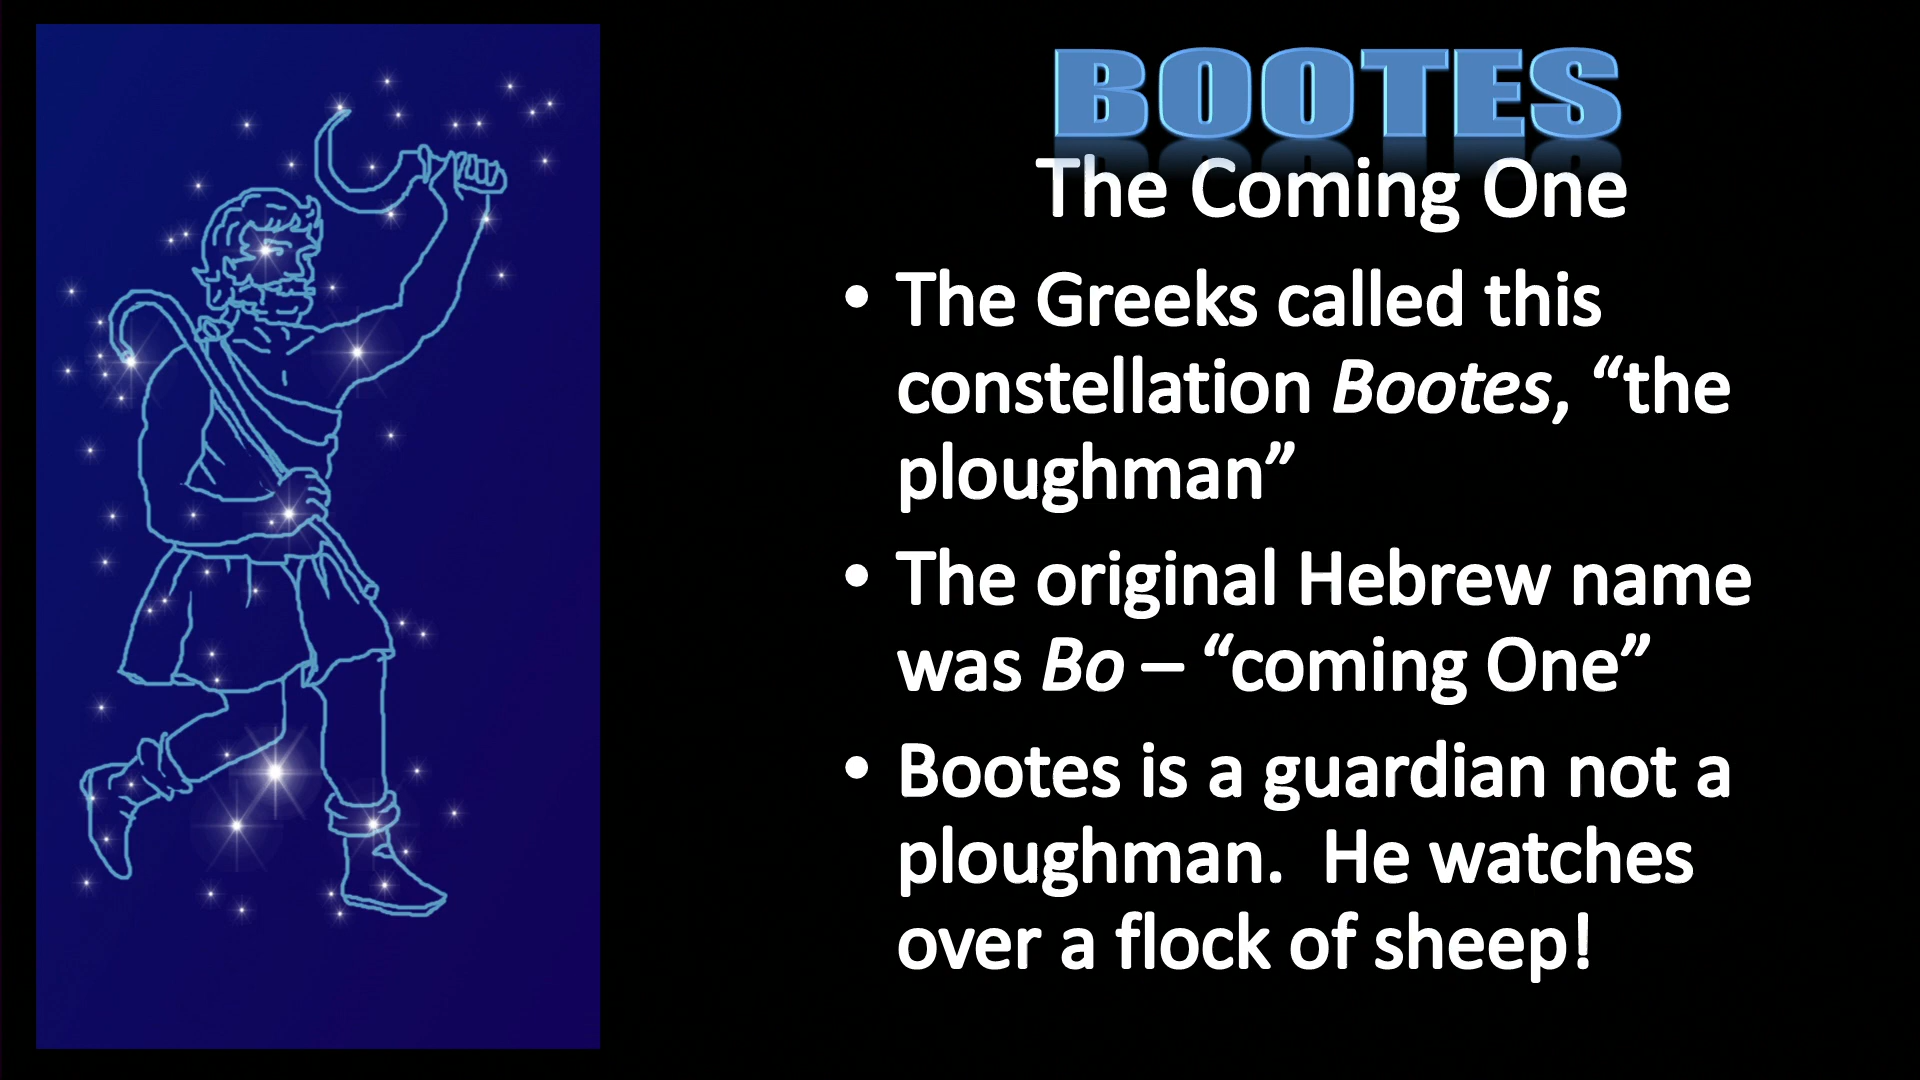 BOOTES
The Coming One
• The Greeks called this
constellation Bootes, “the
ploughman”
• The original Hebrew name
was Bo – “coming One”
• Bootes is a guardian not a
ploughman.  He watches
over a flock of sheep!